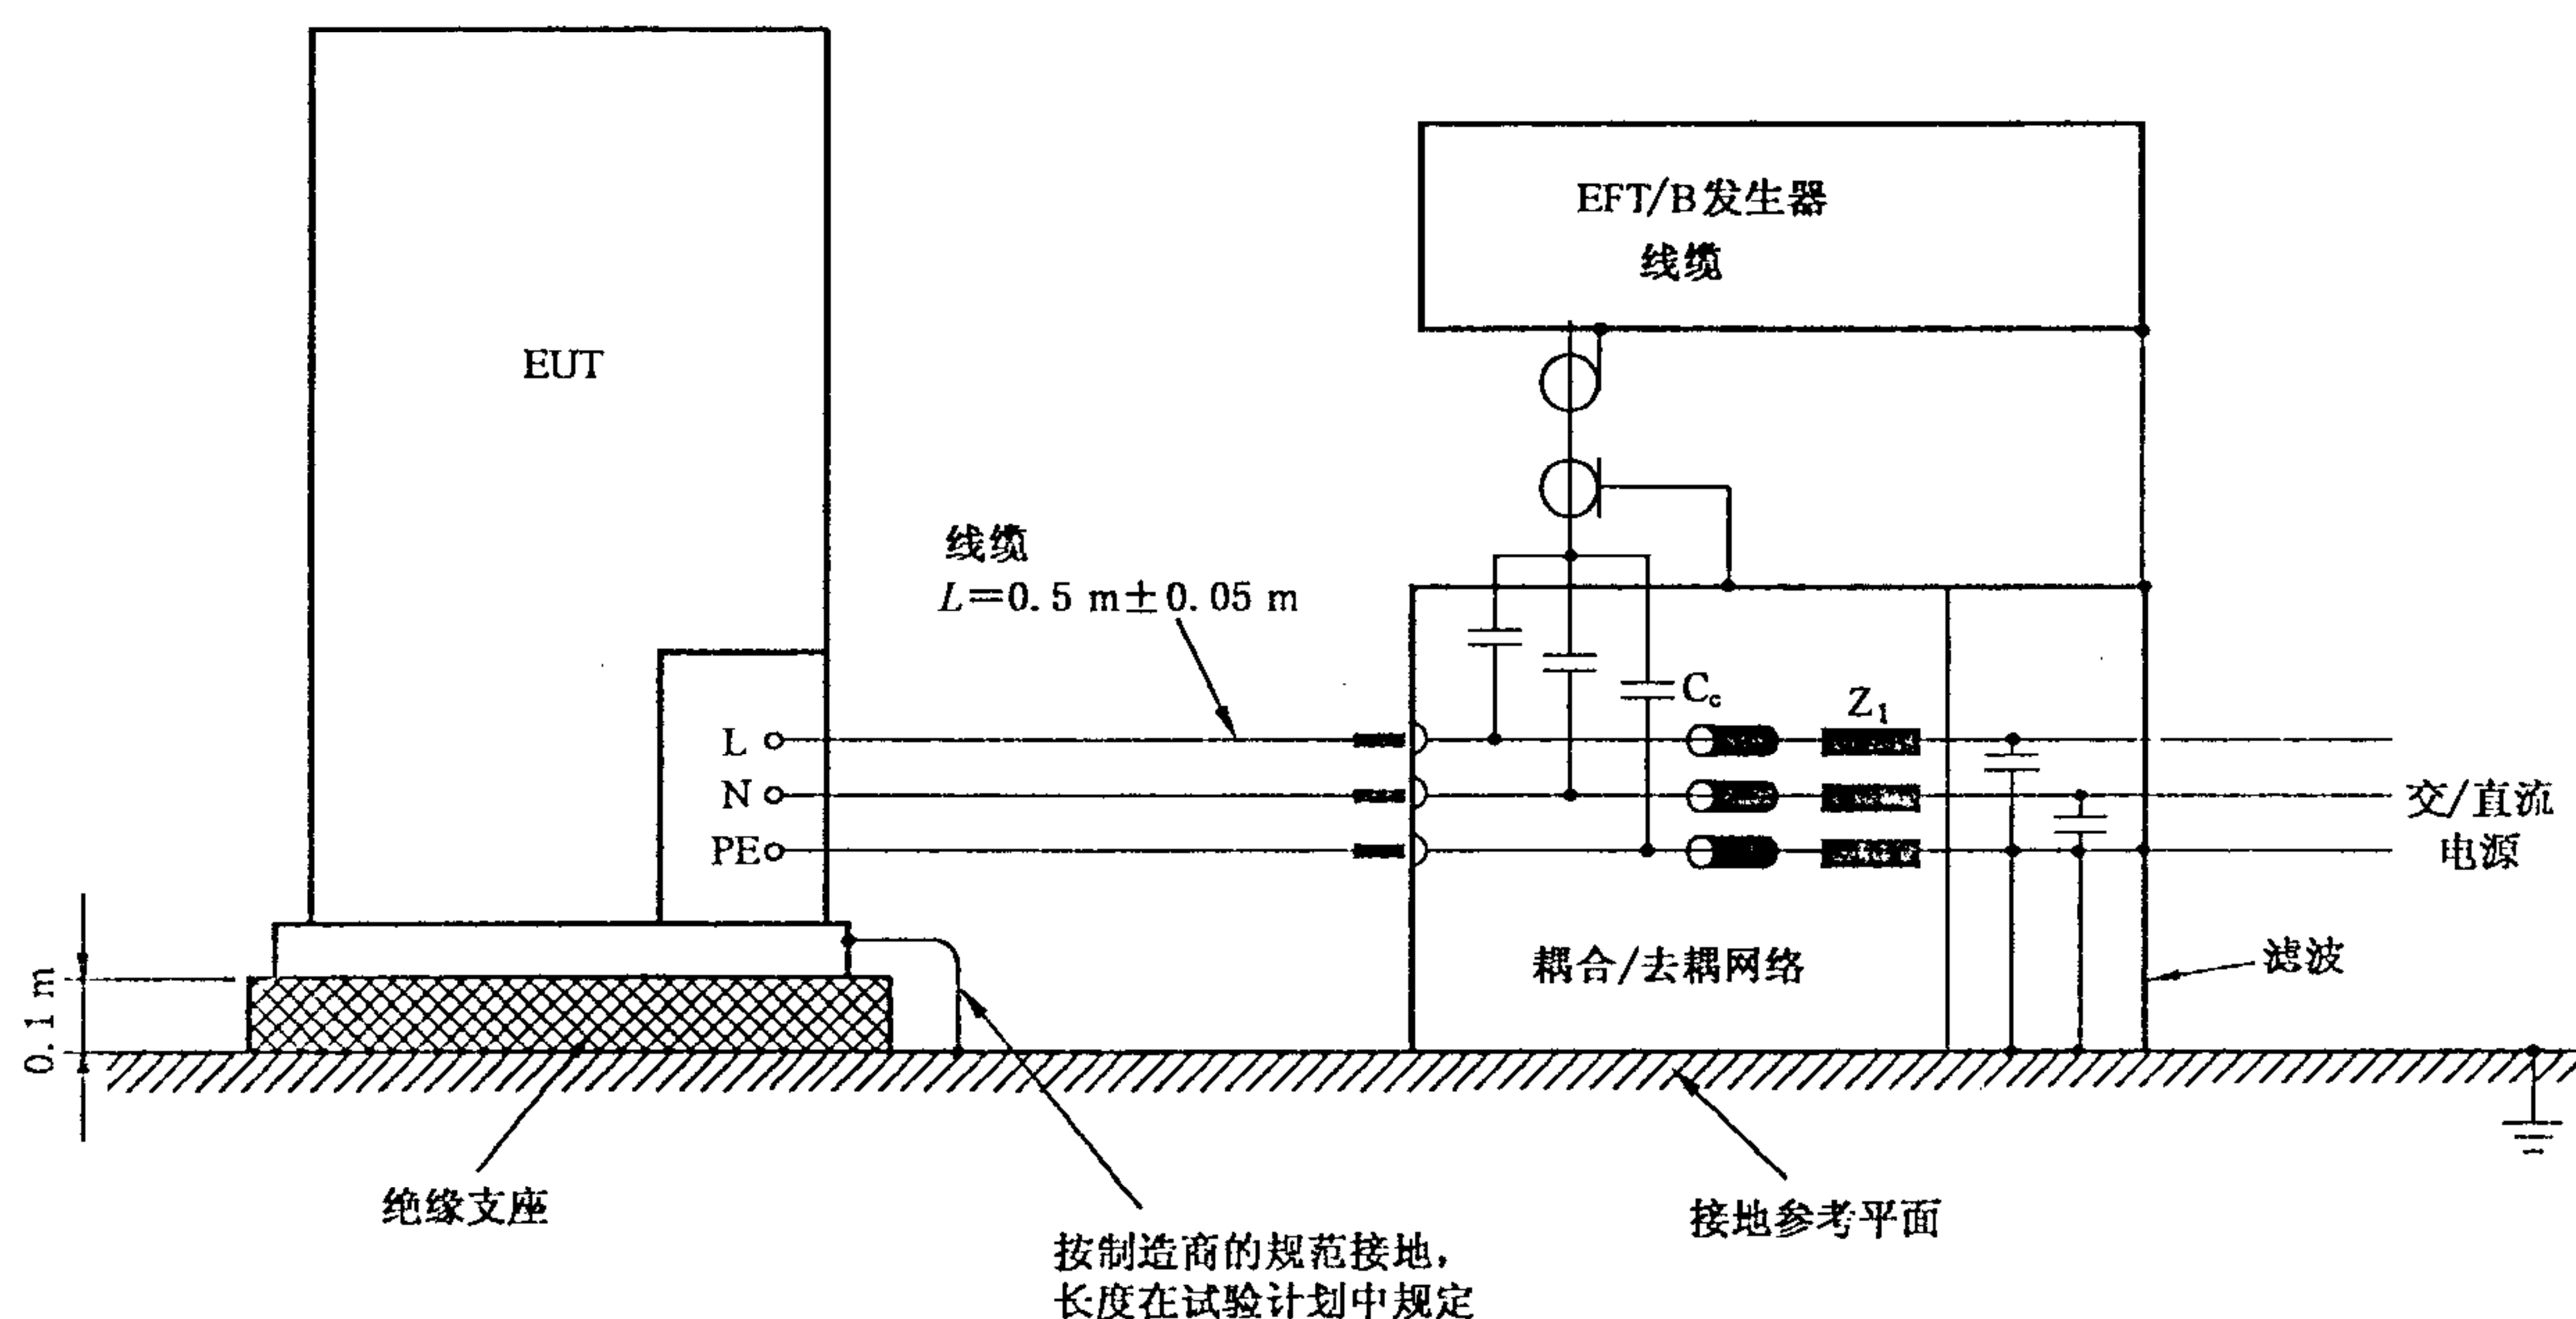 EFT/B发生器
线缆
EUT
线缆
L=0.5 m±0.05 m
Cc
Z1
L
N
PE
交/直流
电源
耦合/去耦网络
滤波
0.1 m
绝缘支座
接地参考平面
按制造商的规范接地,
长度在试验计划中规定